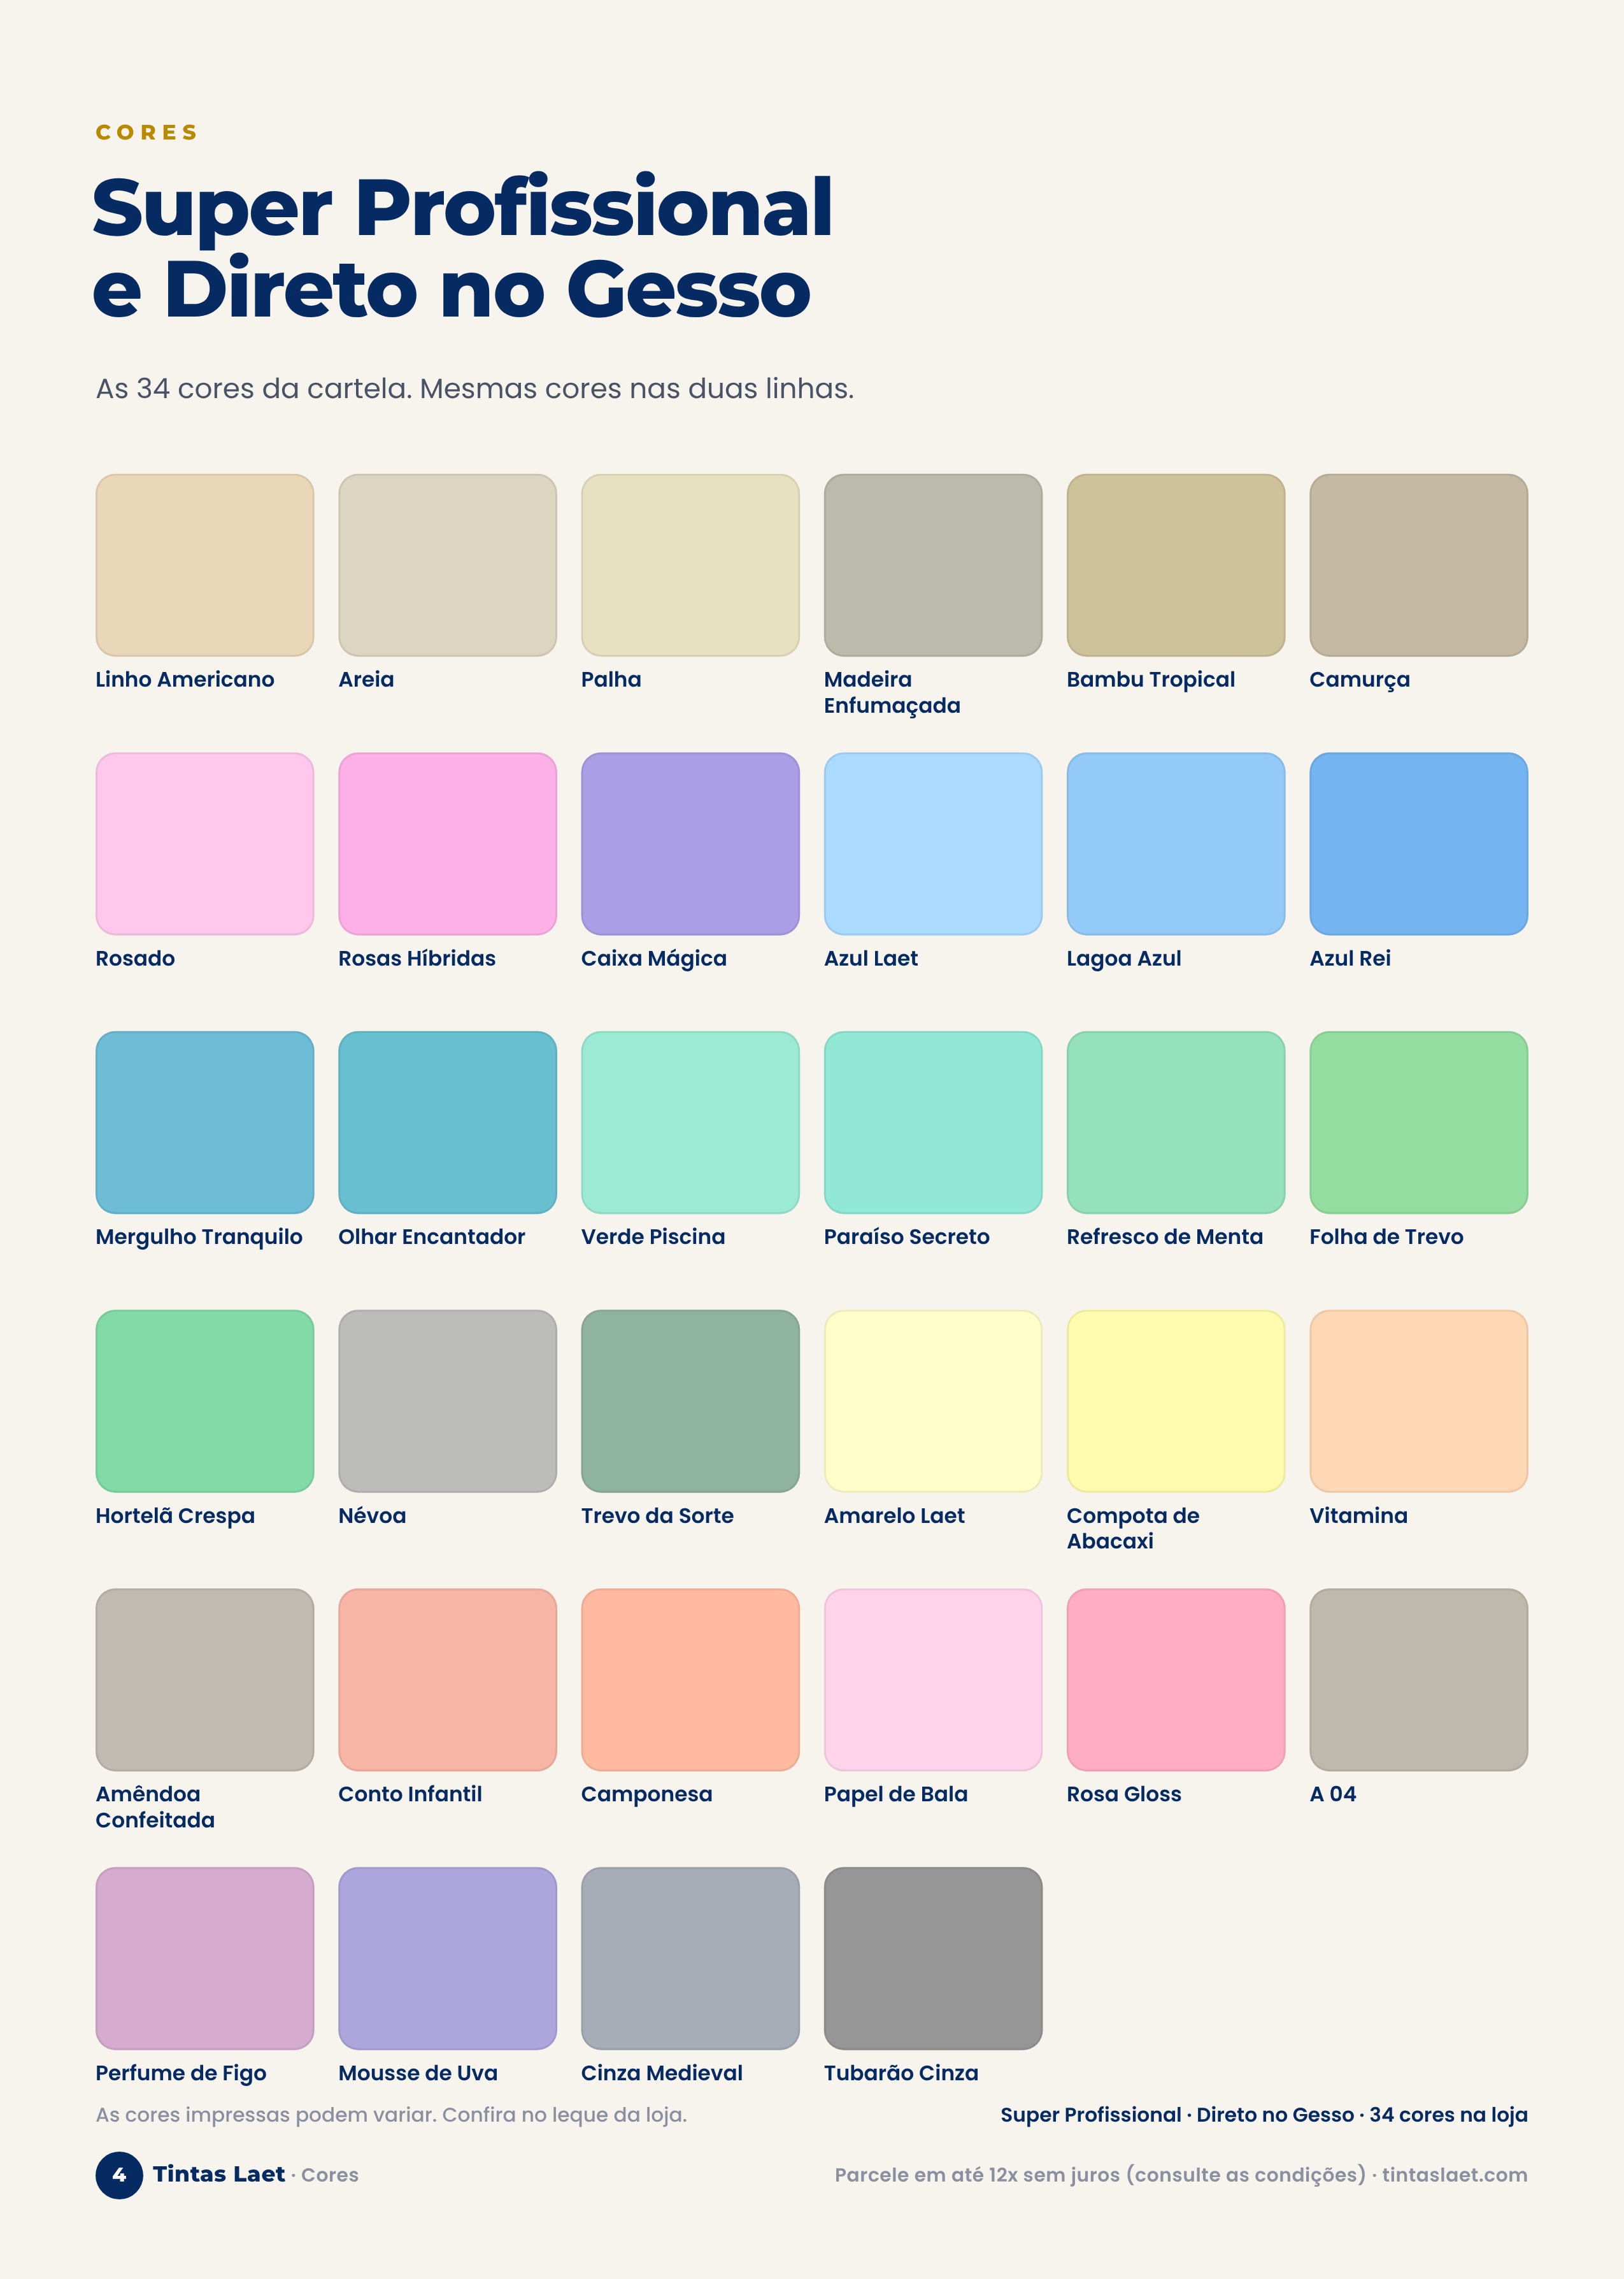 CORES
Super Profissional
e Direto no Gesso
As 34 cores da cartela. Mesmas cores nas duas linhas.
Linho Americano
Areia
Palha
Madeira
Enfumaçada
Bambu Tropical
Camurça
Rosado
Rosas Híbridas
Caixa Mágica
Azul Laet
Lagoa Azul
Azul Rei
Mergulho Tranquilo
Olhar Encantador
Verde Piscina
Paraíso Secreto
Refresco de Menta
Folha de Trevo
Hortelã Crespa
Névoa
Trevo da Sorte
Amarelo Laet
Compota de
Abacaxi
Vitamina
Amêndoa
Confeitada
Conto Infantil
Camponesa
Papel de Bala
Rosa Gloss
A 04
Perfume de Figo
Mousse de Uva
Cinza Medieval
Tubarão Cinza
As cores impressas podem variar. Confira no leque da loja.
Super Profissional · Direto no Gesso · 34 cores na loja
4 Tintas Laet · Cores
Parcele em até 12x sem juros (consulte as condições) · tintaslaet.com